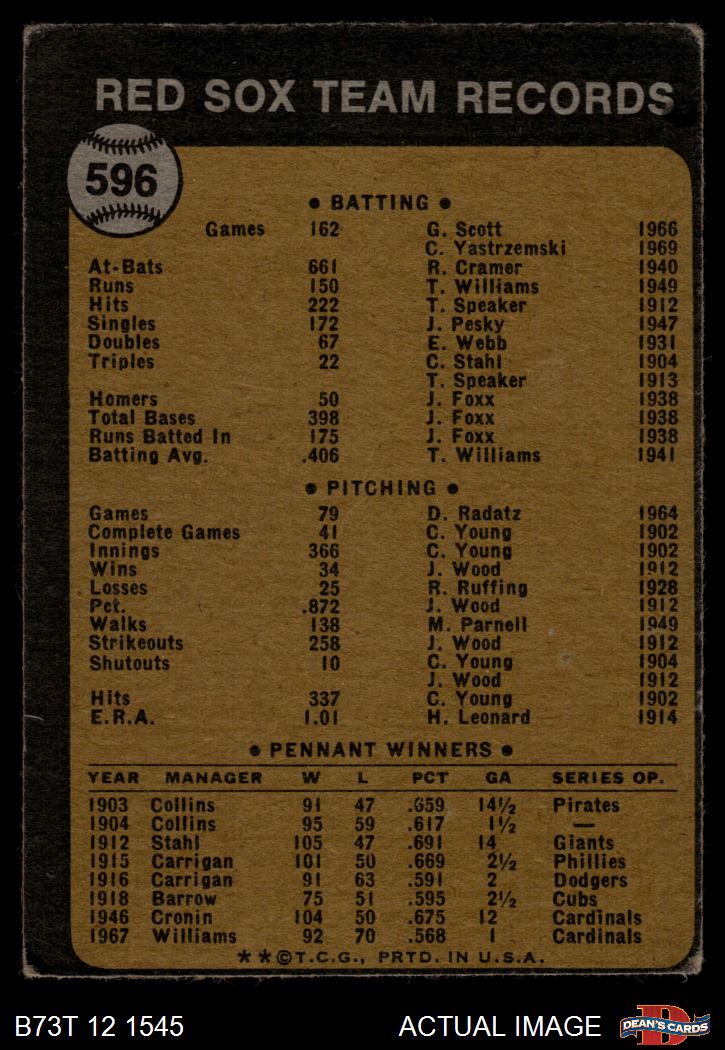 RED SOX TEAM RECORDS
596
• BATTING •
Games 162 G. Scott 1966
C. Yastrzemski 1969
At-Bats 661 R. Cramer 1940
Runs 150 T. Williams 1949
Hits 222 T. Speaker 1912
Singles 172 J. Pesky 1947
Doubles 67 E. Webb 1931
Triples 22 C. Stahl 1904
T. Speaker 1913
Homers 50 J. Foxx 1938
Total Bases 398 J. Foxx 1938
Runs Batted In 175 J. Foxx 1938
Batting Avg. .406 T. Williams 1941
• PITCHING •
Games 79 D. Radatz 1964
Complete Games 41 C. Young 1902
Innings 366 C. Young 1902
Wins 34 J. Wood 1912
Losses 25 R. Ruffing 1928
Pct. .872 J. Wood 1912
Walks 138 M. Parnell 1949
Strikeouts 258 J. Wood 1912
Shutouts 10 C. Young 1904
J. Wood 1912
Hits 337 C. Young 1902
E.R.A. 1.01 H. Leonard 1914
• PENNANT WINNERS •
YEAR MANAGER W L PCT GA SERIES OP.
1903 Collins 91 47 .659 14½ Pirates
1904 Collins 95 59 .617 1½ —
1912 Stahl 105 47 .691 14 Giants
1915 Carrigan 101 50 .669 2½ Phillies
1916 Carrigan 91 63 .591 2 Dodgers
1918 Barrow 75 51 .595 2½ Cubs
1946 Cronin 104 50 .675 12 Cardinals
1967 Williams 92 70 .568 1 Cardinals
**©T.C.G., PRTD. IN U.S.A.
B73T 12 1545 ACTUAL IMAGE D DEAN'S CARDS